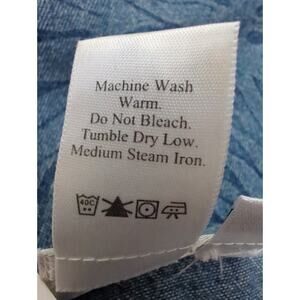 Machine Wash
Warm.
Do Not Bleach.
Tumble Dry Low.
Medium Steam Iron.
40C